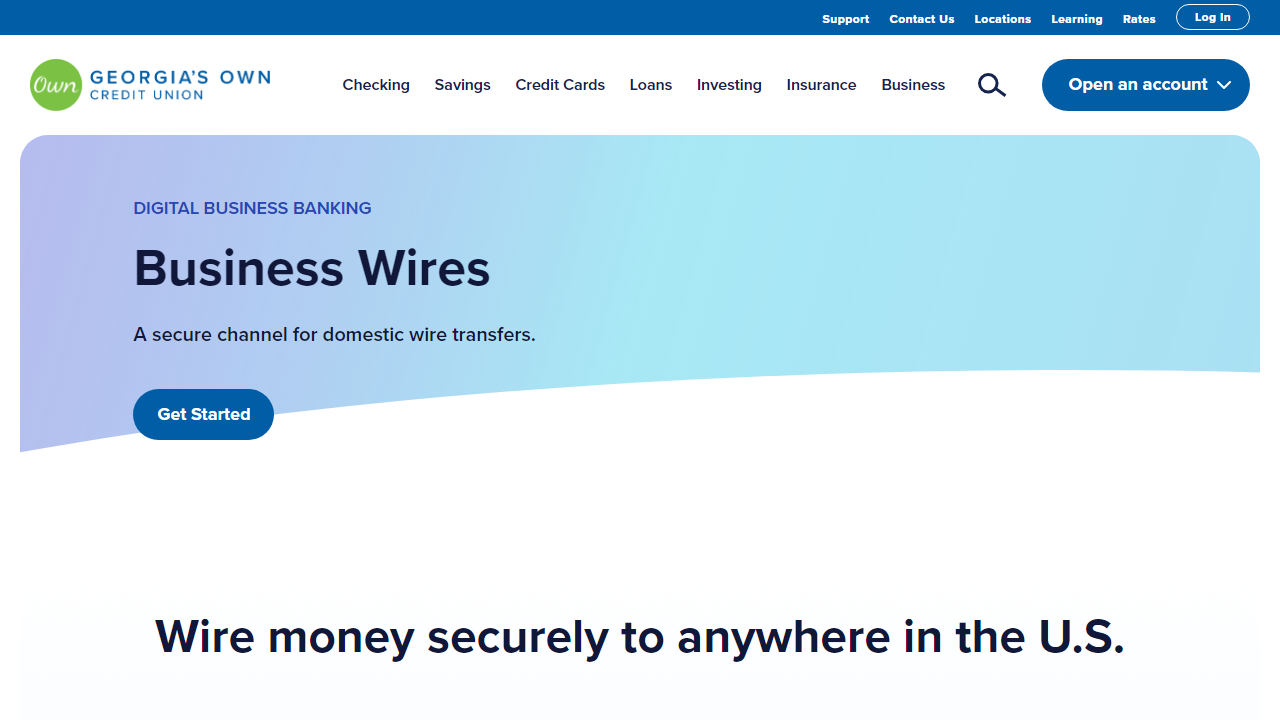 Support Contact Us Locations Learning Rates Log In
Own GEORGIA'S OWN
CREDIT UNION
Checking Savings Credit Cards Loans Investing Insurance Business Open an account
DIGITAL BUSINESS BANKING
Business Wires
A secure channel for domestic wire transfers.
Get Started
Wire money securely to anywhere in the U.S.